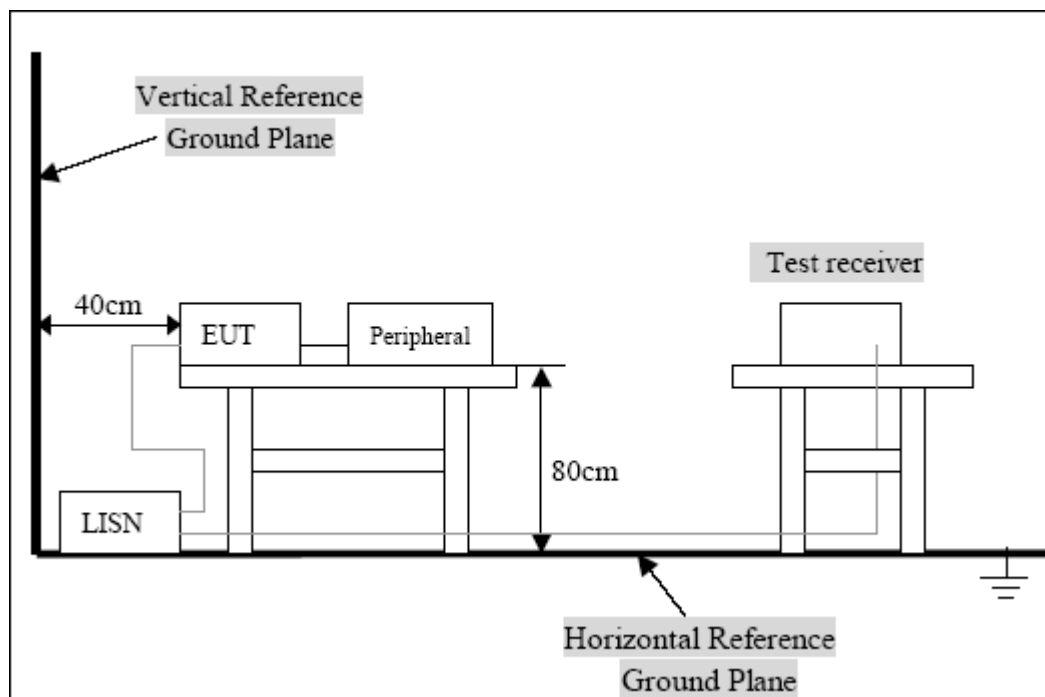 Vertical Reference
Ground Plane
Test receiver
40cm
EUT
Peripheral
80cm
LISN
Horizontal Reference
Ground Plane